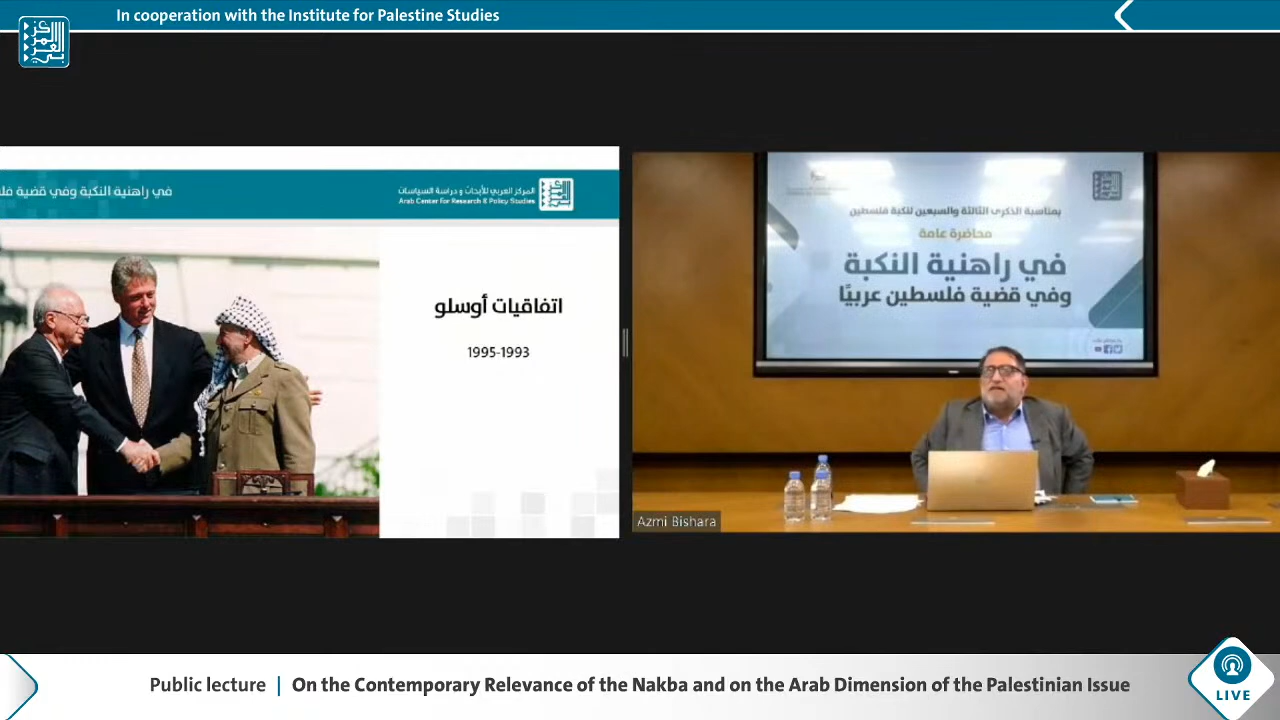 In cooperation with the Institute for Palestine Studies
المركز العربي
في راهنية النكبة وفي قضية
المركز العربي للأبحاث و دراسة السياسات
Arab Center for Research & Policy Studies
اتفاقيات أوسلو
1993-1995
بمناسبة الذكرى الثالثة والسبعين لنكبة فلسطين
محاضرة عامة
في راهنية النكبة
وفي قضية فلسطين عربيًا
Azmi Bishara
Public lecture | On the Contemporary Relevance of the Nakba and on the Arab Dimension of the Palestinian Issue
LIVE